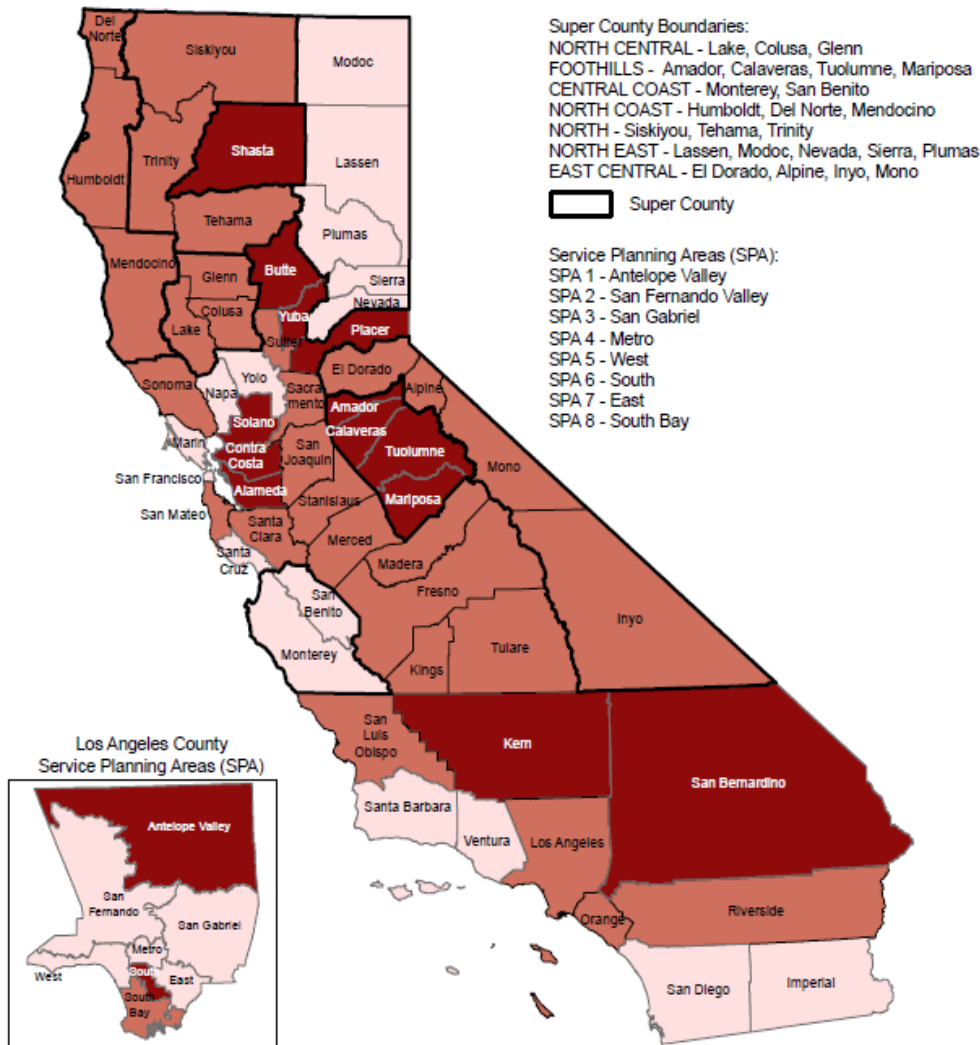 Del
Norte
Siskiyou
Modoc
Shasta
Trinity
Lassen
Humboldt
Tehama
Plumas
Mendocino
Butte
Glenn
Sierra
Colusa
Nevada
Yuba
Lake
Placer
Sutter
El Dorado
Sonoma
Yolo
Napa
Sacra
mento
Alpine
Amador
Solano
Calaveras
Marin
Contra
Costa
San
Joaquin
Tuolumne
Mono
San Francisco
Alameda
Mariposa
Stanislaus
San Mateo
Santa
Clara
Merced
Santa
Cruz
Madera
Fresno
San
Benito
Inyo
Monterey
Kings
Tulare
San
Luis
Obispo
Kern
San Bernardino
Santa Barbara
Ventura
Los Angeles
Orange
Riverside
San Diego
Imperial
Super County Boundaries:
NORTH CENTRAL - Lake, Colusa, Glenn
FOOTHILLS - Amador, Calaveras, Tuolumne, Mariposa
CENTRAL COAST - Monterey, San Benito
NORTH COAST - Humboldt, Del Norte, Mendocino
NORTH - Siskiyou, Tehama, Trinity
NORTH EAST - Lassen, Modoc, Nevada, Sierra, Plumas
EAST CENTRAL - El Dorado, Alpine, Inyo, Mono
Super County
Service Planning Areas (SPA):
SPA 1 - Antelope Valley
SPA 2 - San Fernando Valley
SPA 3 - San Gabriel
SPA 4 - Metro
SPA 5 - West
SPA 6 - South
SPA 7 - East
SPA 8 - South Bay
Los Angeles County
Service Planning Areas (SPA)
Antelope Valley
San
Fernando
San Gabriel
Metro
West
South
East
South
Bay